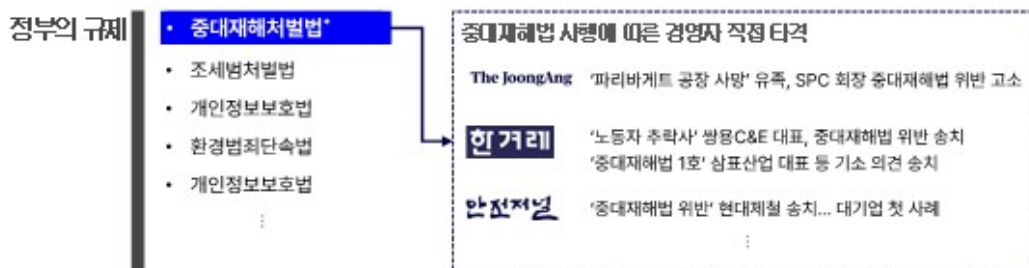 정부의 규제
• 중대재해처벌법*
• 조세범처벌법
• 개인정보보호법
• 환경범죄단속법
• 개인정보보호법
⋮
중대재해법 시행에 따른 경영자 직접 타격
The JoongAng ‘파리바게트 공장 사망’ 유족, SPC 회장 중대재해법 위반 고소
한겨레 ‘노동자 추락사’ 쌍용C&E 대표, 중대재해법 위반 송치
‘중대재해법 1호’ 삼표산업 대표 등 기소 의견 송치
안전저널 ‘중대재해법 위반’ 현대제철 송치... 대기업 첫 사례
⋮